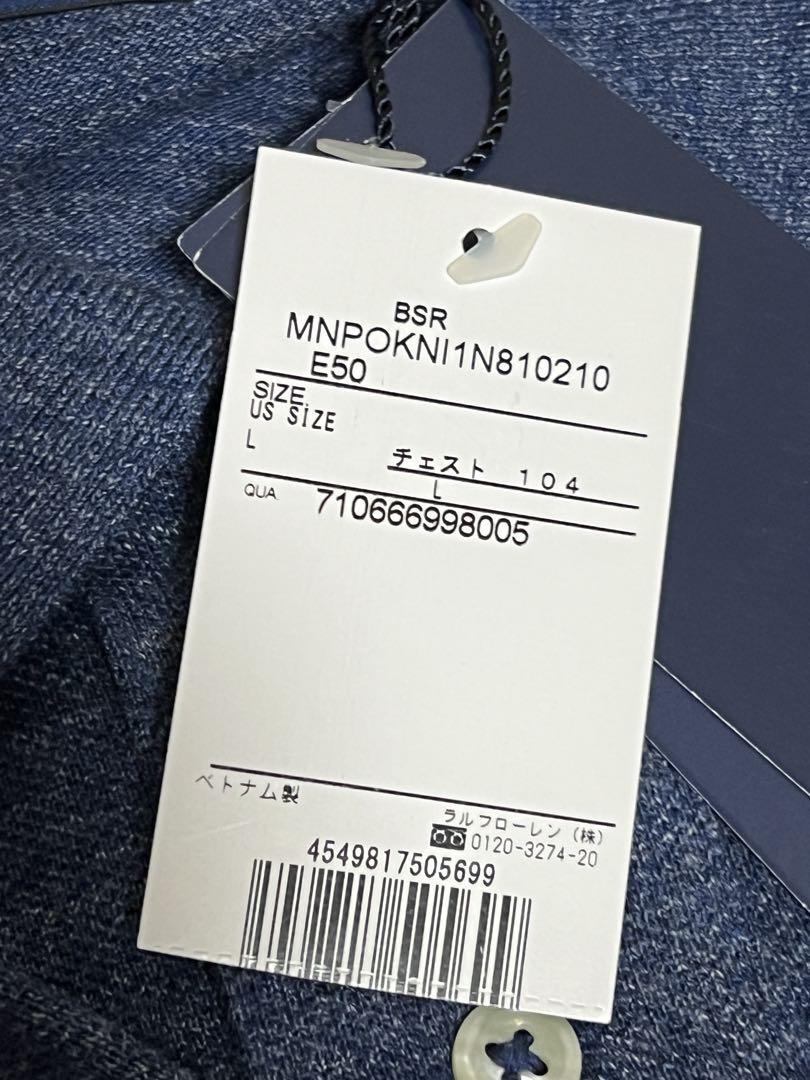 BSR
MNPOKNI1N810210
E50
SIZE
US SIZE
L
チェスト 104
L
QUA 710666998005
ベトナム製
ラルフローレン(株)
0120-3274-20
4549817505699